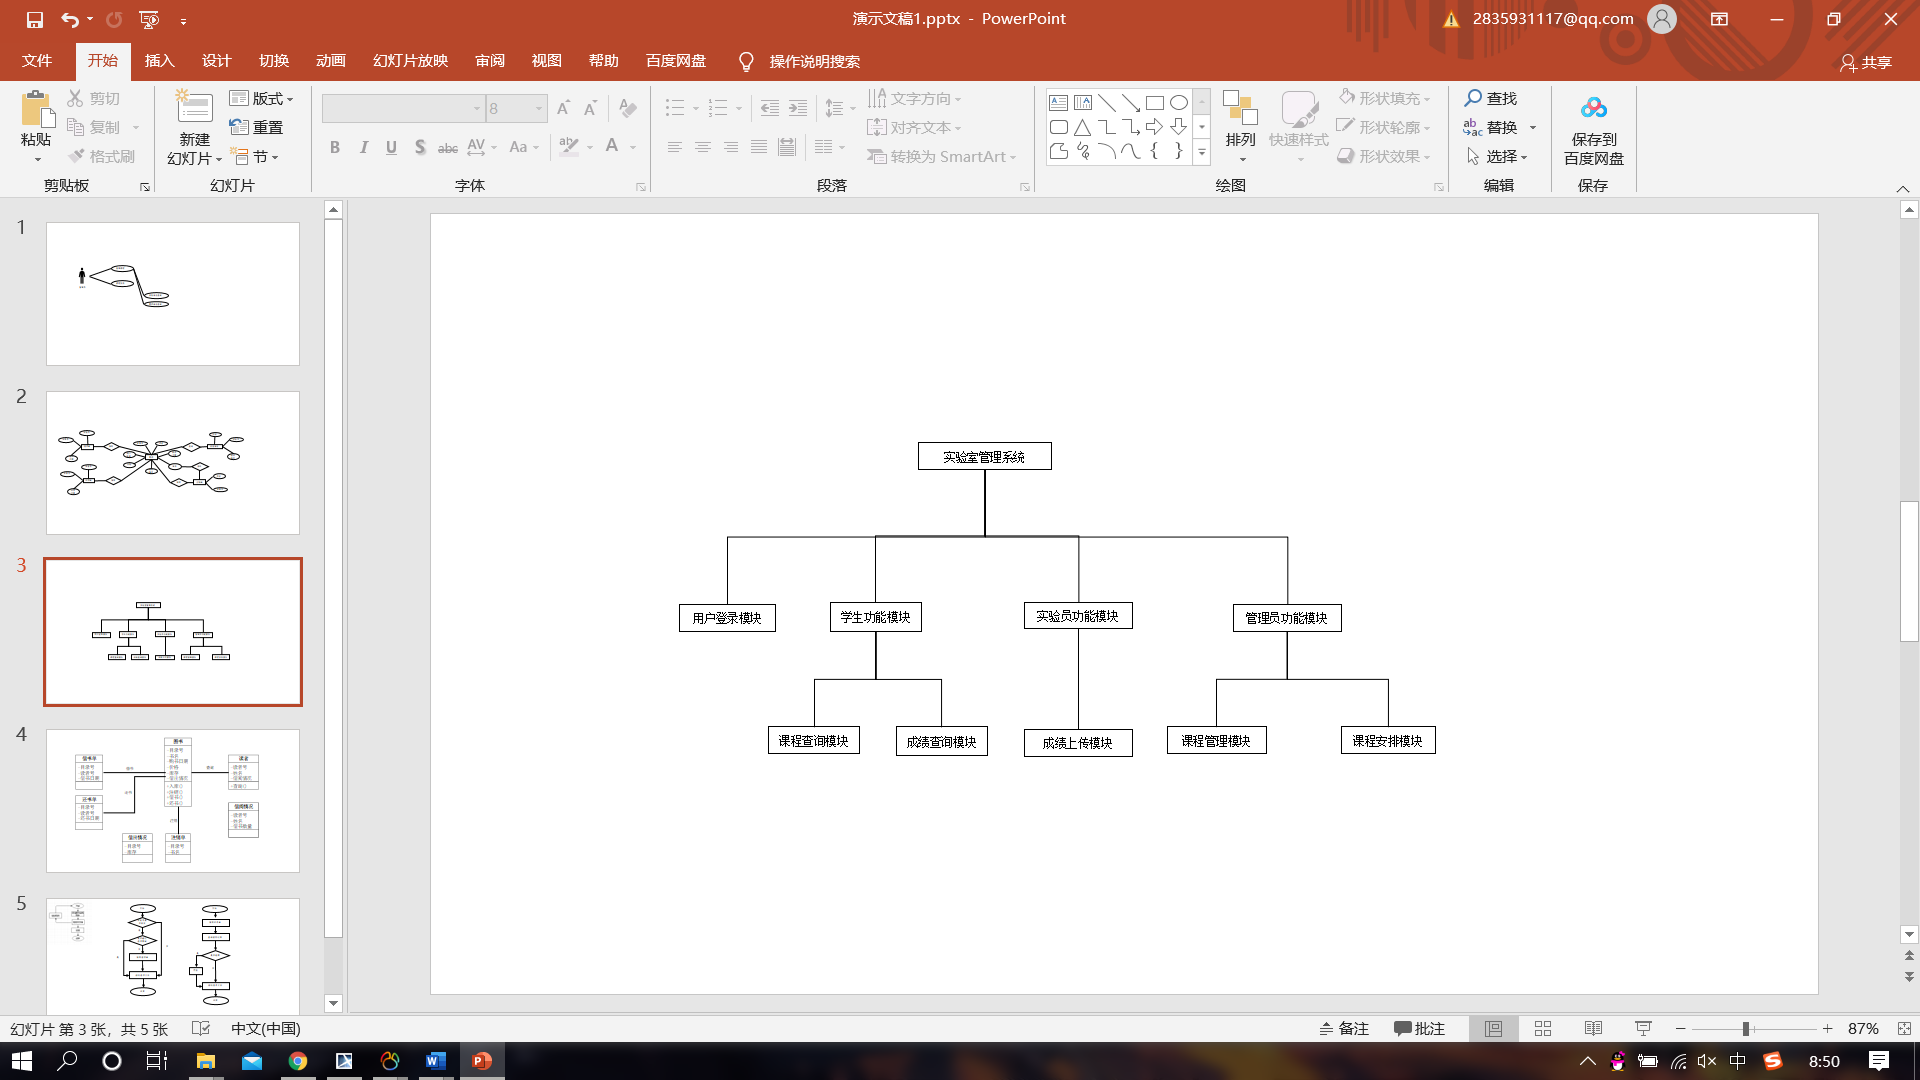 演示文稿1.pptx - PowerPoint
2835931117@qq.com
文件 开始 插入 设计 切换 动画 幻灯片放映 审阅 视图 帮助 百度网盘 操作说明搜索 共享
粘贴 剪切 复制 格式刷 剪贴板
新建 幻灯片 版式 重置 节 幻灯片
8
B I U S abc AV Aa A 字体
文字方向 对齐文本 转换为 SmartArt 段落
排列 快速样式 形状填充 形状轮廓 形状效果 绘图
查找 替换 选择 编辑
保存到 百度网盘 保存
1
2
3
4
5
实验室管理系统
用户登录模块 学生功能模块 实验员功能模块 管理员功能模块
课程查询模块 成绩查询模块 成绩上传模块 课程管理模块 课程安排模块
幻灯片 第 3 张，共 5 张 中文(中国) 备注 批注 87%
中 8:50